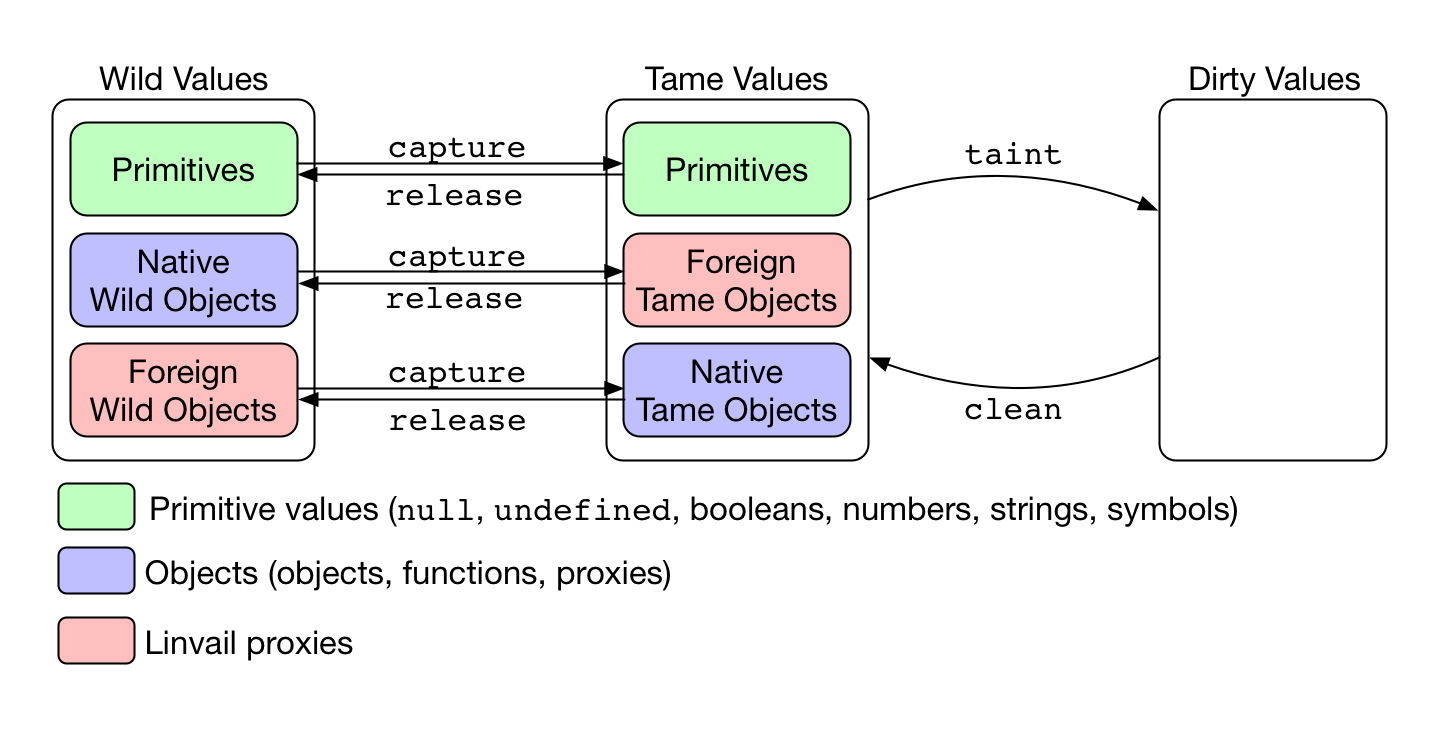 Wild Values
Tame Values
Dirty Values
Primitives
capture
release
Primitives
taint
Native
Wild Objects
capture
release
Foreign
Tame Objects
Foreign
Wild Objects
capture
release
Native
Tame Objects
clean
Primitive values (null, undefined, booleans, numbers, strings, symbols)
Objects (objects, functions, proxies)
Linvail proxies